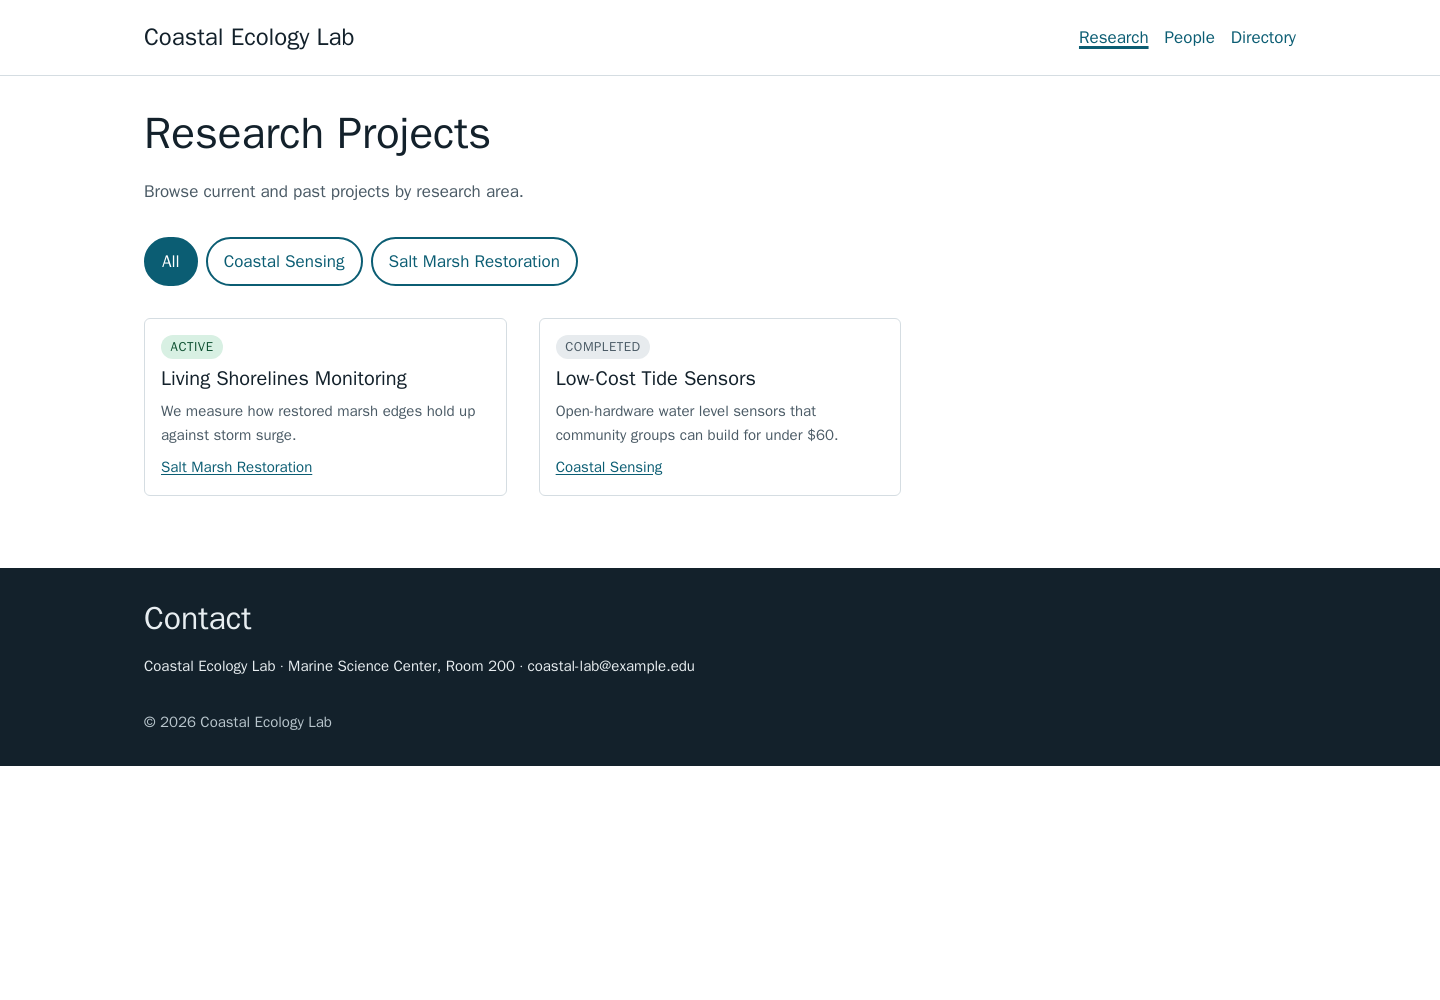 Coastal Ecology Lab
Research People Directory
Research Projects
Browse current and past projects by research area.
All Coastal Sensing Salt Marsh Restoration
ACTIVE
Living Shorelines Monitoring
We measure how restored marsh edges hold up
against storm surge.
Salt Marsh Restoration
COMPLETED
Low-Cost Tide Sensors
Open-hardware water level sensors that
community groups can build for under $60.
Coastal Sensing
Contact
Coastal Ecology Lab · Marine Science Center, Room 200 · coastal-lab@example.edu
© 2026 Coastal Ecology Lab